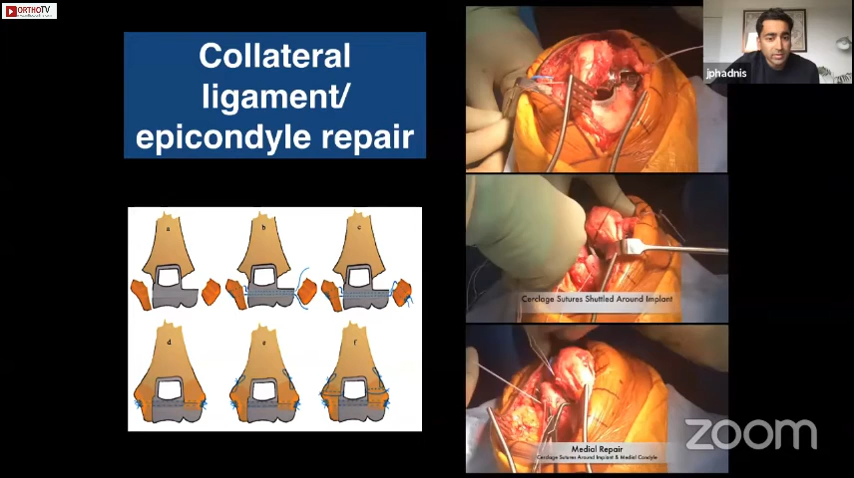 ORTHOTV
Collateral
ligament/
epicondyle repair
jphadnis
a
b
c
d
e
f
Cerclage Sutures Shuttled Around Implant
Medial Repair
Cerclage Sutures Around Implant & Medial Condyle
zoom